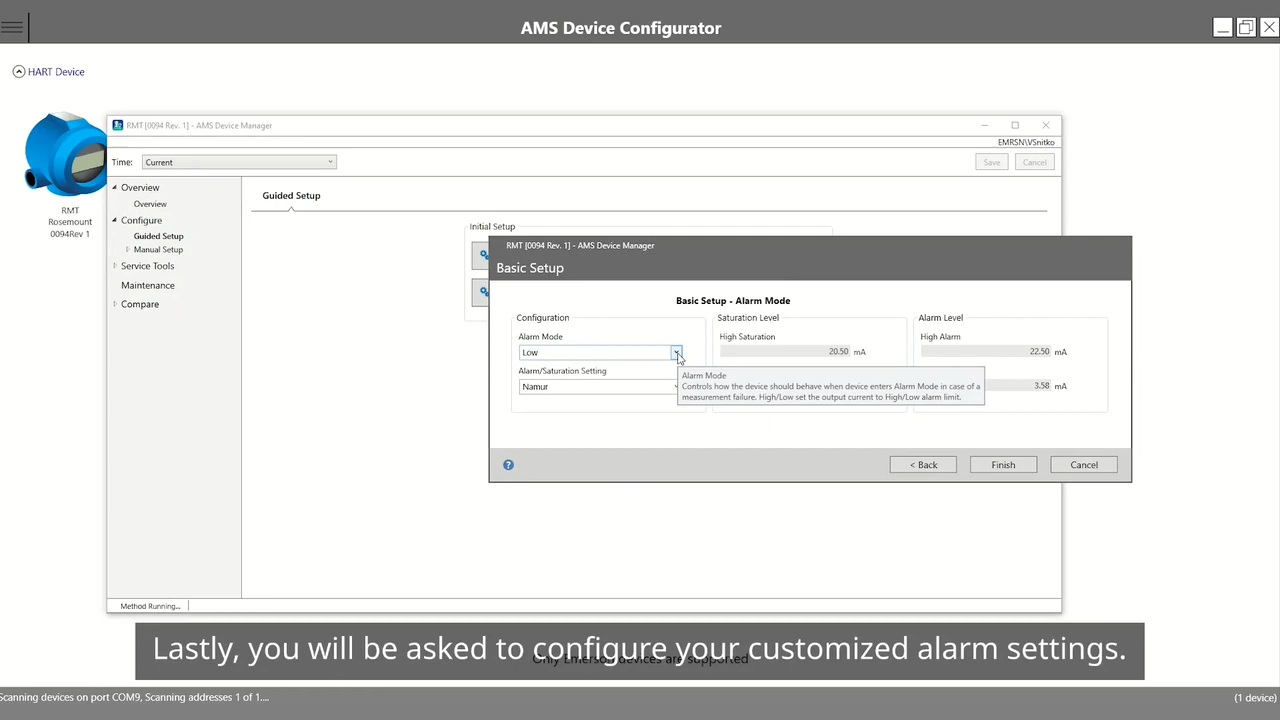 AMS Device Configurator
HART Device
RMT [0094 Rev. 1] - AMS Device Manager
EMRSN\VSnitko
Time:
Current
Save
Cancel
Overview
Overview
Configure
Guided Setup
Manual Setup
Service Tools
Maintenance
Compare
RMT
Rosemount
0094Rev 1
Guided Setup
Initial Setup
RMT [0094 Rev. 1] - AMS Device Manager
Basic Setup
Basic Setup - Alarm Mode
Configuration
Alarm Mode
Low
Alarm/Saturation Setting
Namur
Saturation Level
High Saturation
20.50 mA
Alarm Level
High Alarm
22.50 mA
3.58 mA
Alarm Mode
Controls how the device should behave when device enters Alarm Mode in case of a
measurement failure. High/Low set the output current to High/Low alarm limit.
< Back
Finish
Cancel
Method Running...
Lastly, you will be asked to configure your customized alarm settings.
Only Emerson devices are supported
Scanning devices on port COM9, Scanning addresses 1 of 1....
(1 device)